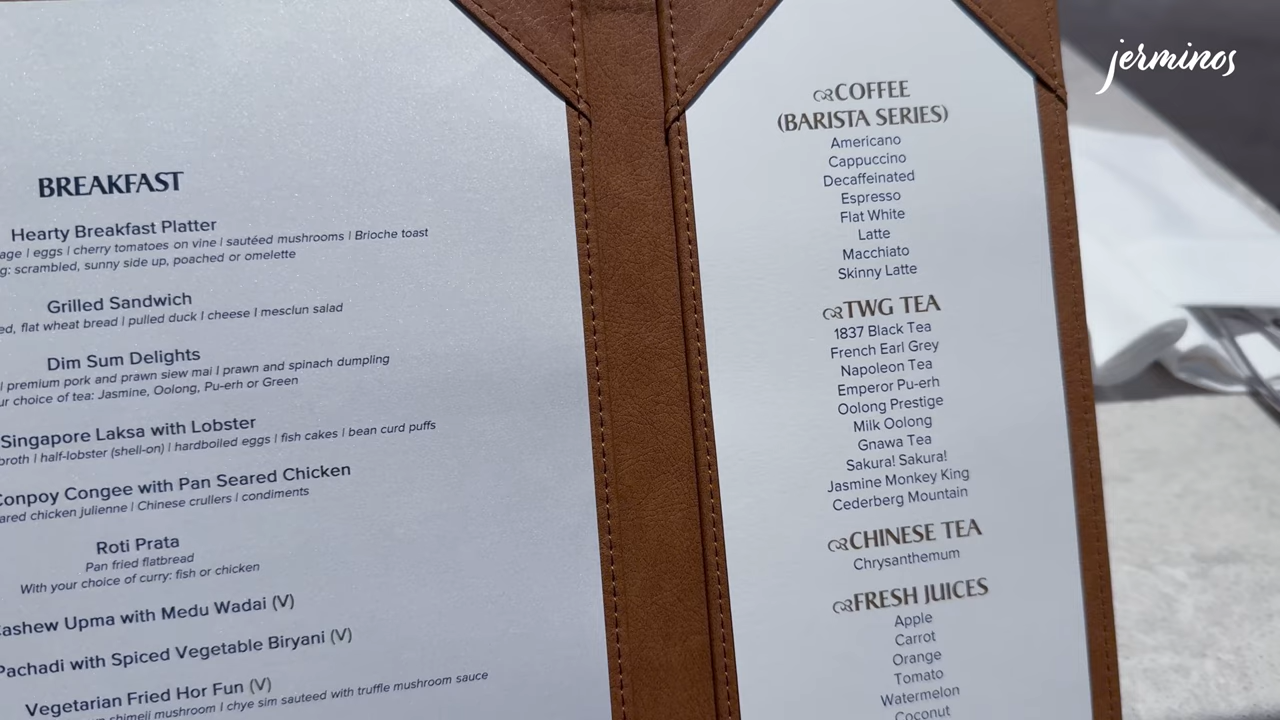 jerminos
BREAKFAST
Hearty Breakfast Platter
age | eggs | cherry tomatoes on vine | sautéed mushrooms | Brioche toast
g: scrambled, sunny side up, poached or omelette
Grilled Sandwich
ed, flat wheat bread | pulled duck | cheese | mesclun salad
Dim Sum Delights
| premium pork and prawn siew mai | prawn and spinach dumpling
ur choice of tea: Jasmine, Oolong, Pu-erh or Green
Singapore Laksa with Lobster
broth | half-lobster (shell-on) | hardboiled eggs | fish cakes | bean curd puffs
Conpoy Congee with Pan Seared Chicken
ared chicken julienne | Chinese crullers | condiments
Roti Prata
Pan fried flatbread
With your choice of curry: fish or chicken
Cashew Upma with Medu Wadai (V)
Pachadi with Spiced Vegetable Biryani (V)
Vegetarian Fried Hor Fun (V)
shimeji mushroom | chye sim sauteed with truffle mushroom sauce
COFFEE
(BARISTA SERIES)
Americano
Cappuccino
Decaffeinated
Espresso
Flat White
Latte
Macchiato
Skinny Latte
TWG TEA
1837 Black Tea
French Earl Grey
Napoleon Tea
Emperor Pu-erh
Oolong Prestige
Milk Oolong
Gnawa Tea
Sakura! Sakura!
Jasmine Monkey King
Cederberg Mountain
CHINESE TEA
Chrysanthemum
FRESH JUICES
Apple
Carrot
Orange
Tomato
Watermelon
Coconut